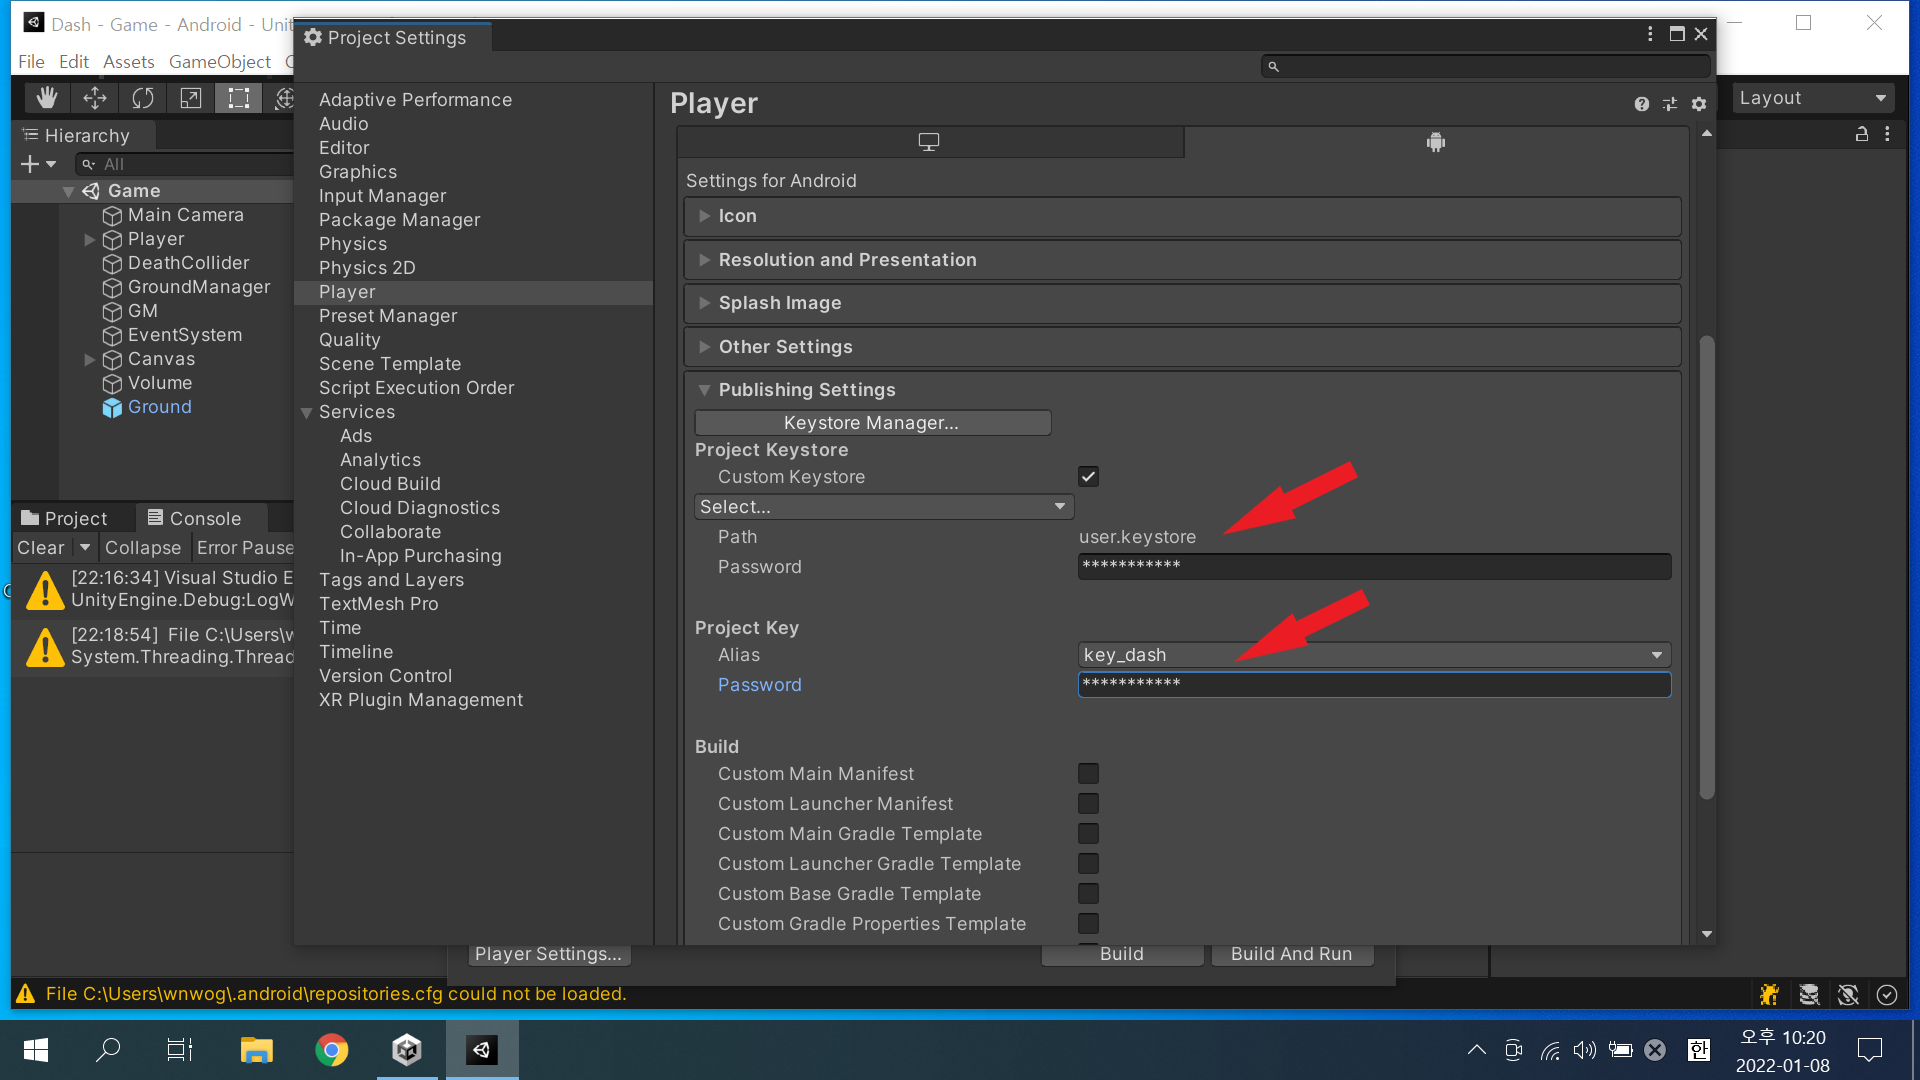 Dash - Game - Android - Unit
Project Settings
File Edit Assets GameObject
Layout
Hierarchy
All
Game
Main Camera
Player
DeathCollider
GroundManager
GM
EventSystem
Canvas
Volume
Ground
Project
Console
Clear
Collapse
Error Pause
[22:16:34] Visual Studio E
UnityEngine.Debug:LogW
[22:18:54] File C:\Users\w
System.Threading.Thread
Adaptive Performance
Audio
Editor
Graphics
Input Manager
Package Manager
Physics
Physics 2D
Player
Preset Manager
Quality
Scene Template
Script Execution Order
Services
Ads
Analytics
Cloud Build
Cloud Diagnostics
Collaborate
In-App Purchasing
Tags and Layers
TextMesh Pro
Time
Timeline
Version Control
XR Plugin Management
Player
Settings for Android
Icon
Resolution and Presentation
Splash Image
Other Settings
Publishing Settings
Keystore Manager...
Project Keystore
Custom Keystore
Select...
Path user.keystore
Password ***********
Project Key
Alias key_dash
Password ***********
Build
Custom Main Manifest
Custom Launcher Manifest
Custom Main Gradle Template
Custom Launcher Gradle Template
Custom Base Gradle Template
Custom Gradle Properties Template
Player Settings... Build Build And Run
File C:\Users\wnwog\.android\repositories.cfg could not be loaded.
한
오후 10:20
2022-01-08